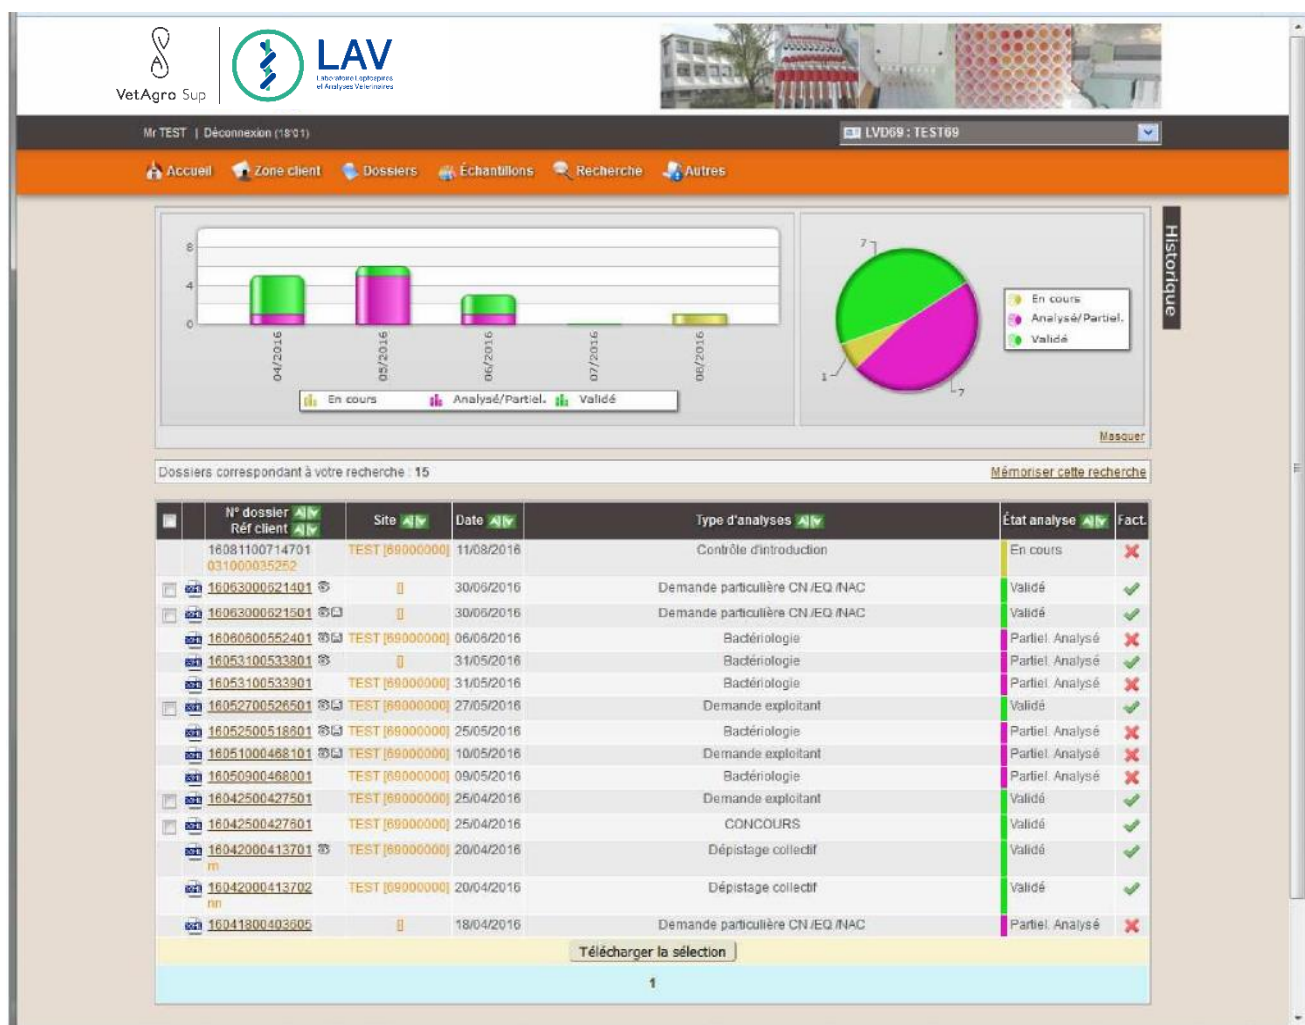 VetAgro Sup
LAV
Laboratoire Leptospires
et Analyses Vétérinaires
Mr TEST | Déconnexion (18'01)
LVD69 : TEST69
Accueil Zone client Dossiers Échantillons Recherche Autres
Historique
8
4
0
04/2016 05/2016 06/2016 07/2016 08/2016
En cours Analysé/Partiel. Validé
7
1
7
En cours
Analysé/Partiel.
Validé
Masquer
Dossiers correspondant à votre recherche : 15 Mémoriser cette recherche
N° dossier
Réf client
Site Date Type d'analyses État analyse Fact.
16081100714701 TEST [69000000] 11/08/2016 Contrôle d'introduction En cours
031000035252
16063000621401 [] 30/06/2016 Demande particulière CN /EQ /NAC Validé
16063000621501 [] 30/06/2016 Demande particulière CN /EQ /NAC Validé
16060600552401 TEST [69000000] 06/06/2016 Bactériologie Partiel. Analysé
16053100533801 [] 31/05/2016 Bactériologie Partiel. Analysé
16053100533901 TEST [69000000] 31/05/2016 Bactériologie Partiel. Analysé
16052700526501 TEST [69000000] 27/05/2016 Demande exploitant Validé
16052500518601 TEST [69000000] 25/05/2016 Bactériologie Partiel. Analysé
16051000468101 TEST [69000000] 10/05/2016 Demande exploitant Partiel. Analysé
16050900468001 TEST [69000000] 09/05/2016 Bactériologie Partiel. Analysé
16042500427501 TEST [69000000] 25/04/2016 Demande exploitant Validé
16042500427601 TEST [69000000] 25/04/2016 CONCOURS Validé
16042000413701 TEST [69000000] 20/04/2016 Dépistage collectif Validé
16042000413702 TEST [69000000] 20/04/2016 Dépistage collectif Validé
nn
16041800403605 [] 18/04/2016 Demande particulière CN /EQ /NAC Partiel. Analysé
Télécharger la sélection
1